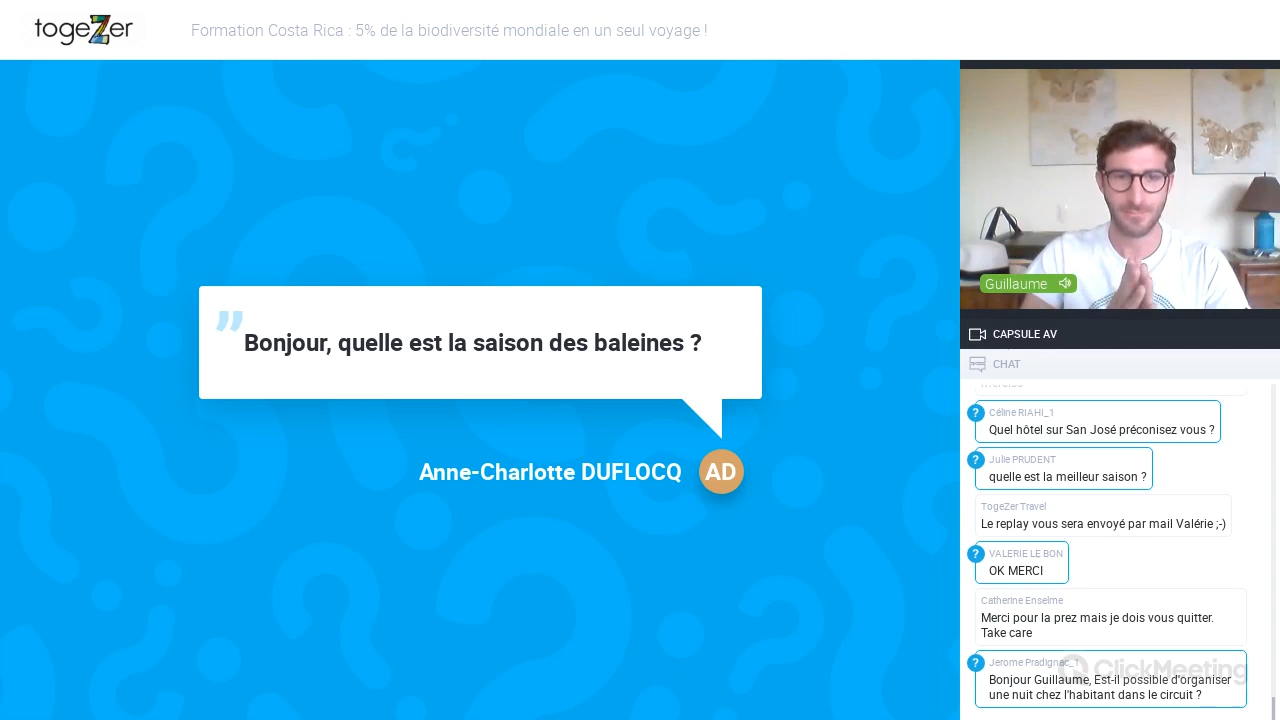 togeZer
Formation Costa Rica : 5% de la biodiversité mondiale en un seul voyage !
Bonjour, quelle est la saison des baleines ?
Anne-Charlotte DUFLOCQ
AD
Guillaume
CAPSULE AV
CHAT
?
Céline RIAHI_1
Quel hôtel sur San José préconisez vous ?
?
Julie PRUDENT
quelle est la meilleur saison ?
TogeZer Travel
Le replay vous sera envoyé par mail Valérie ;-)
?
VALERIE LE BON
OK MERCI
Catherine Enselme
Merci pour la prez mais je dois vous quitter.
Take care
?
Jerome Pradignac_1
ClickMeeting
Bonjour Guillaume, Est-il possible d'organiser
une nuit chez l'habitant dans le circuit ?